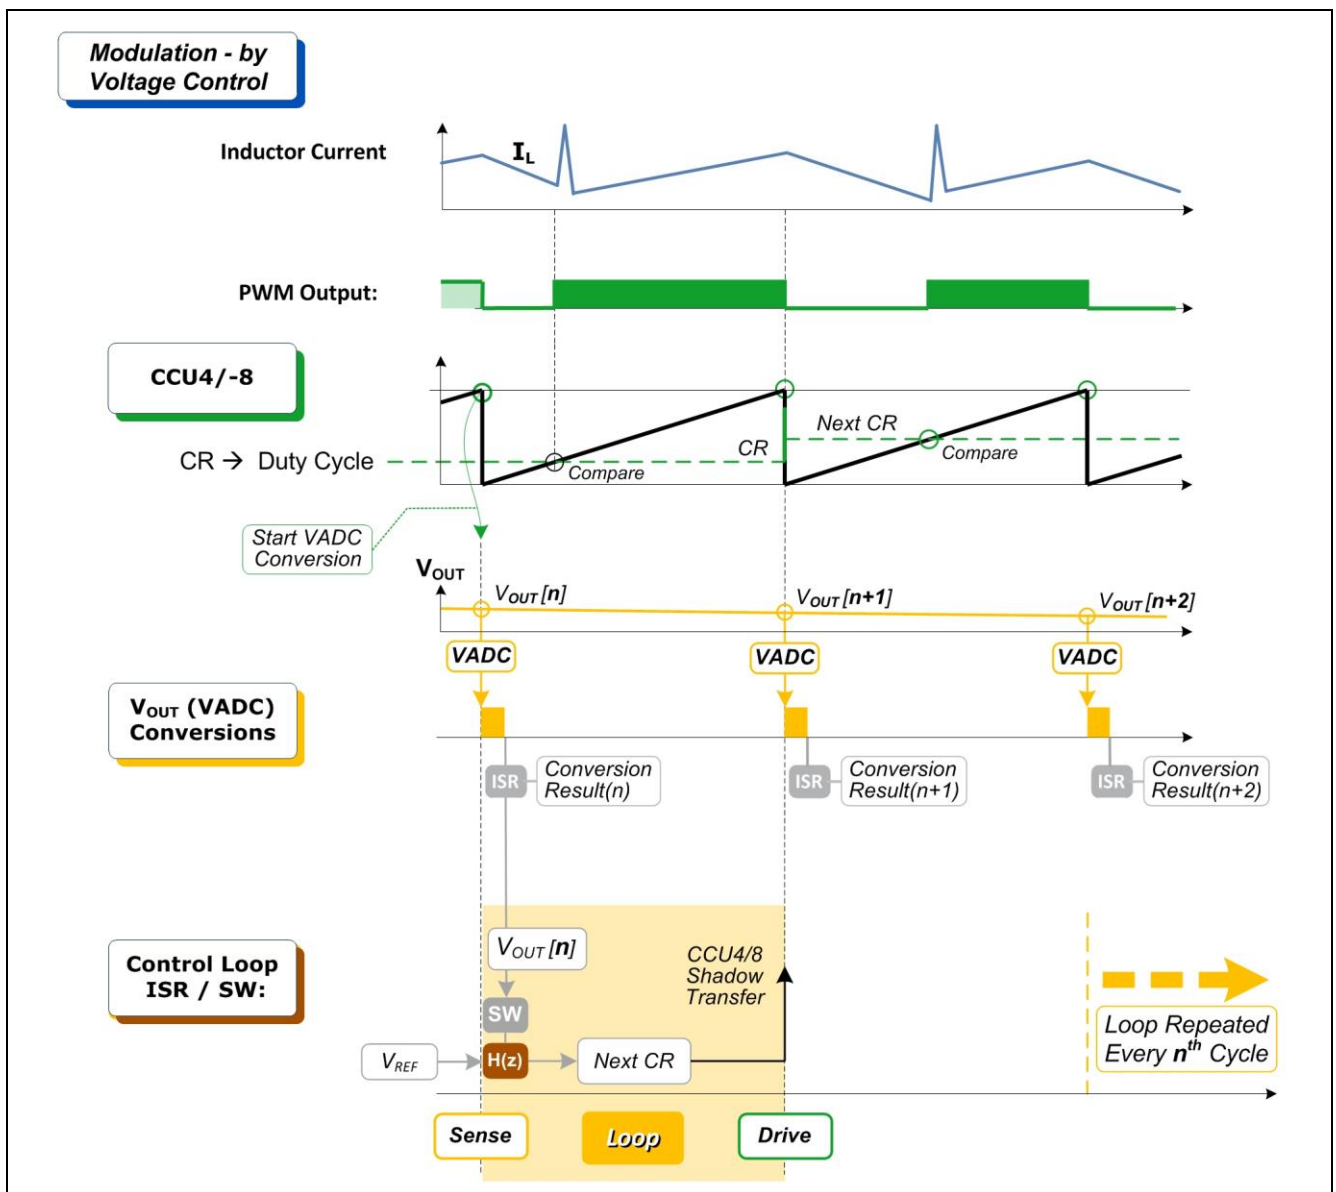 Modulation - by
Voltage Control
Inductor Current
IL
PWM Output:
CCU4/-8
Next CR
CR
CR → Duty Cycle
Compare
Compare
Start VADC
Conversion
VOUT
VOUT [n]
VOUT [n+1]
VOUT [n+2]
VADC
VADC
VADC
VOUT (VADC)
Conversions
ISR
Conversion
Result(n)
ISR
Conversion
Result(n+1)
ISR
Conversion
Result(n+2)
Control Loop
ISR / SW:
VOUT [n]
CCU4/8
Shadow
Transfer
SW
VREF
H(z)
Next CR
Loop Repeated
Every nth Cycle
Sense
Loop
Drive